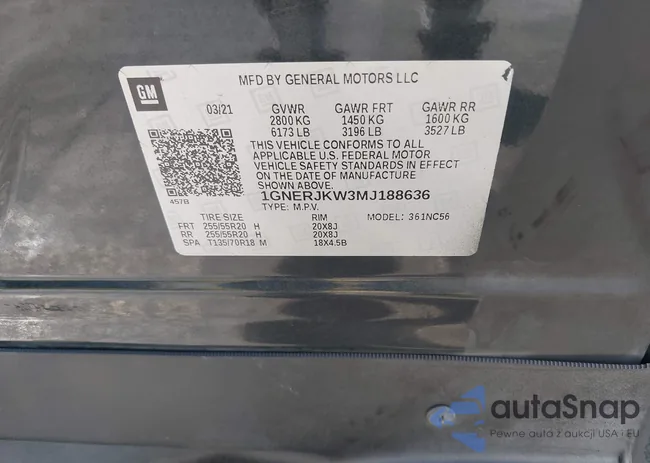 MFD BY GENERAL MOTORS LLC
GM
03/21 GVWR GAWR FRT GAWR RR
2800 KG 1450 KG 1600 KG
6173 LB 3196 LB 3527 LB
THIS VEHICLE CONFORMS TO ALL
APPLICABLE U.S. FEDERAL MOTOR
VEHICLE SAFETY STANDARDS IN EFFECT
ON THE DATE OF MANUFACTURE
SHOWN ABOVE.
457B
1GNERJKW3MJ188636
TYPE: M.P.V.
TIRE SIZE RIM MODEL: 361NC56
FRT 255/55R20 H 20X8J
RR 255/55R20 H 20X8J
SPA T135/70R18 M 18X4.5B
autoSnap
Pewne auta z aukcji USA i EU